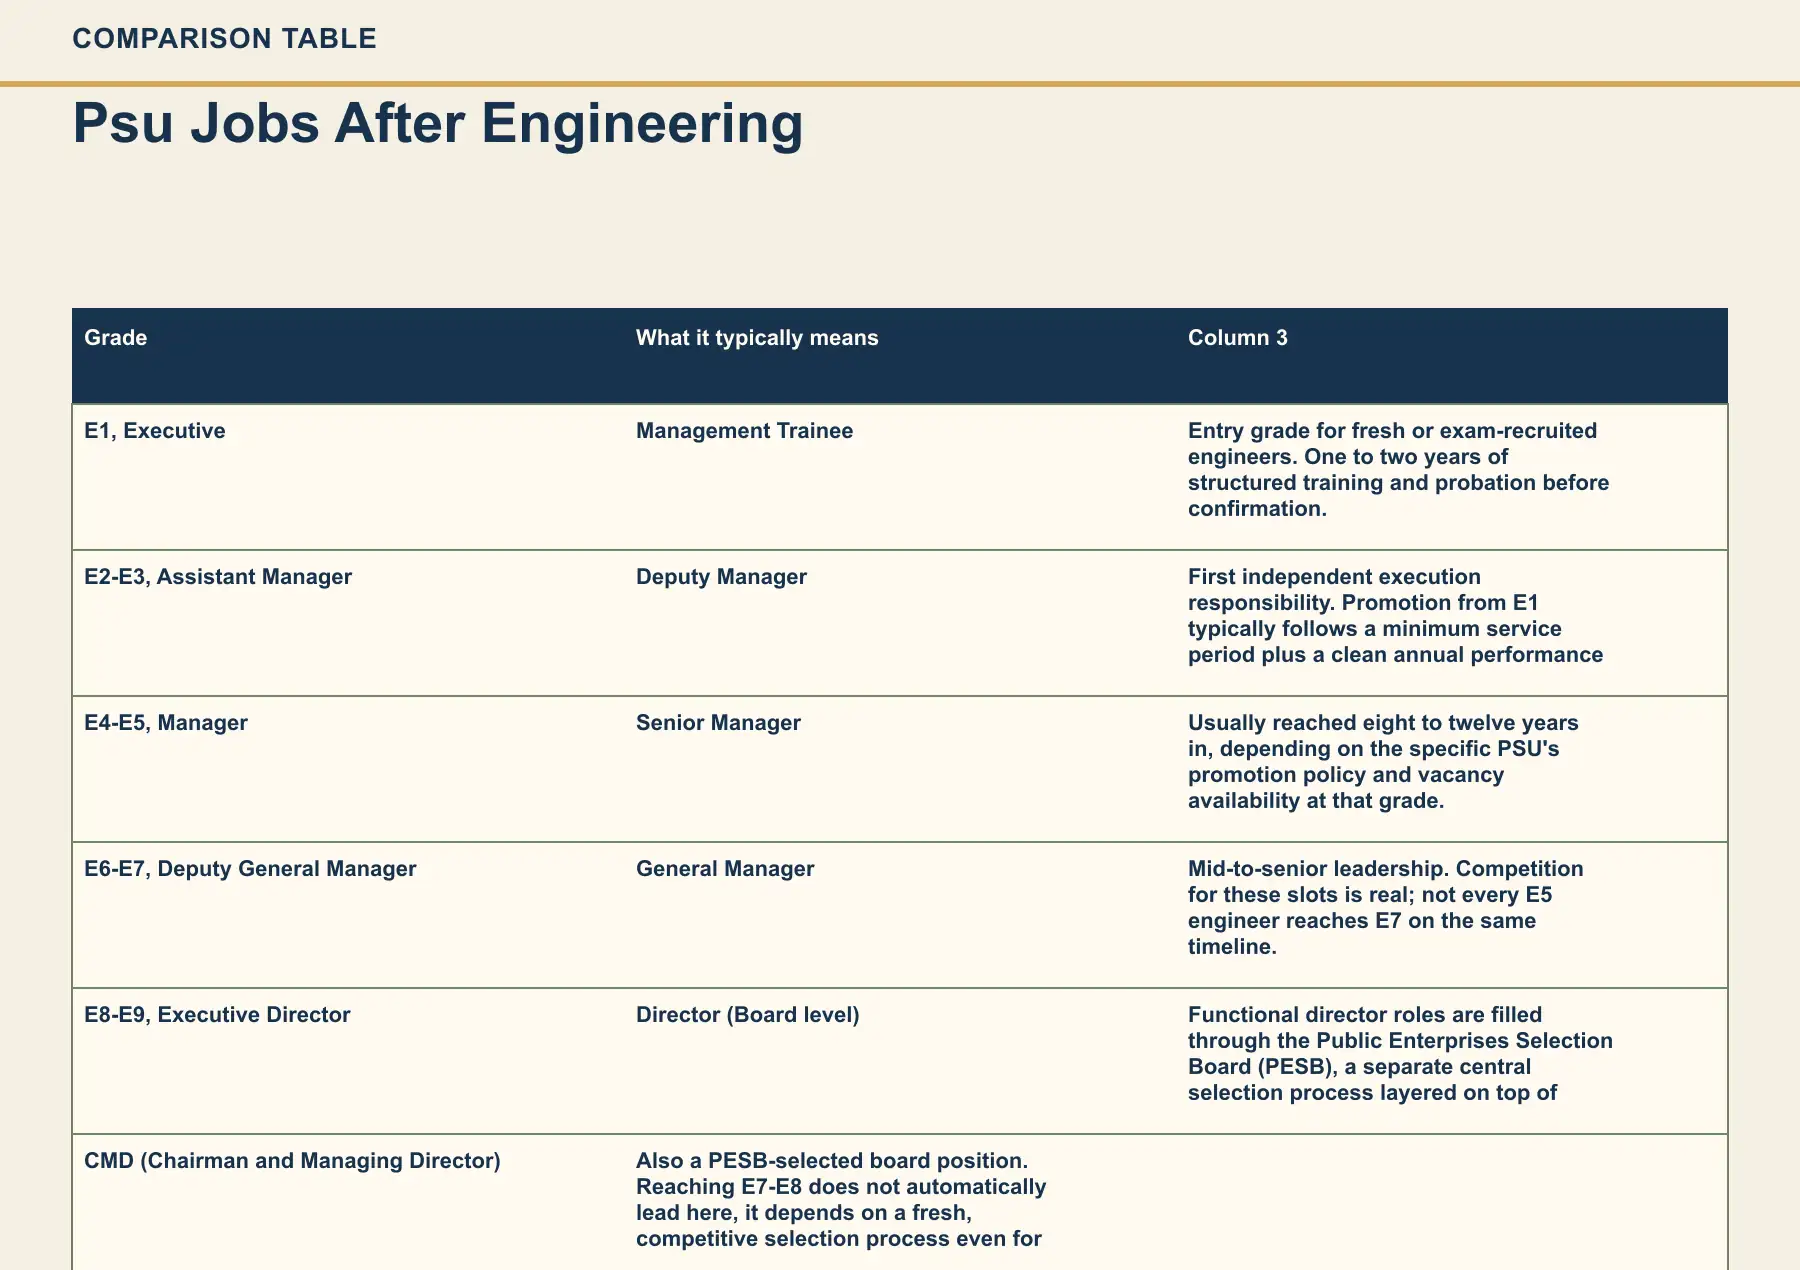 COMPARISON TABLE
Psu Jobs After Engineering
Grade
What it typically means
Column 3
E1, Executive
Management Trainee
Entry grade for fresh or exam-recruited
engineers. One to two years of
structured training and probation before
confirmation.
E2-E3, Assistant Manager
Deputy Manager
First independent execution
responsibility. Promotion from E1
typically follows a minimum service
period plus a clean annual performance
E4-E5, Manager
Senior Manager
Usually reached eight to twelve years
in, depending on the specific PSU's
promotion policy and vacancy
availability at that grade.
E6-E7, Deputy General Manager
General Manager
Mid-to-senior leadership. Competition
for these slots is real; not every E5
engineer reaches E7 on the same
timeline.
E8-E9, Executive Director
Director (Board level)
Functional director roles are filled
through the Public Enterprises Selection
Board (PESB), a separate central
selection process layered on top of
CMD (Chairman and Managing Director)
Also a PESB-selected board position.
Reaching E7-E8 does not automatically
lead here, it depends on a fresh,
competitive selection process even for